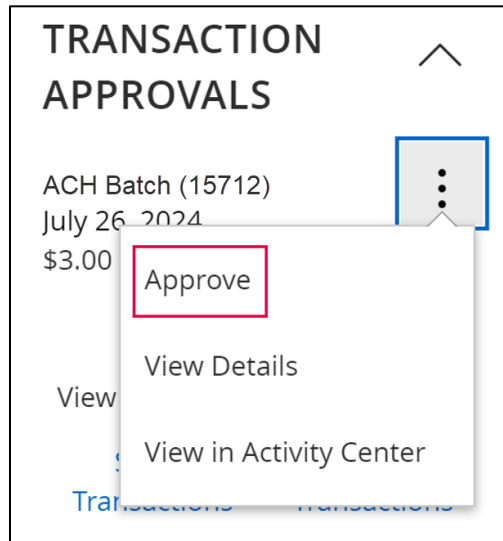 TRANSACTION
APPROVALS
ACH Batch (15712)
July 26, 2024
$3.00
Approve
View Details
View
View in Activity Center
Transactions Transactions